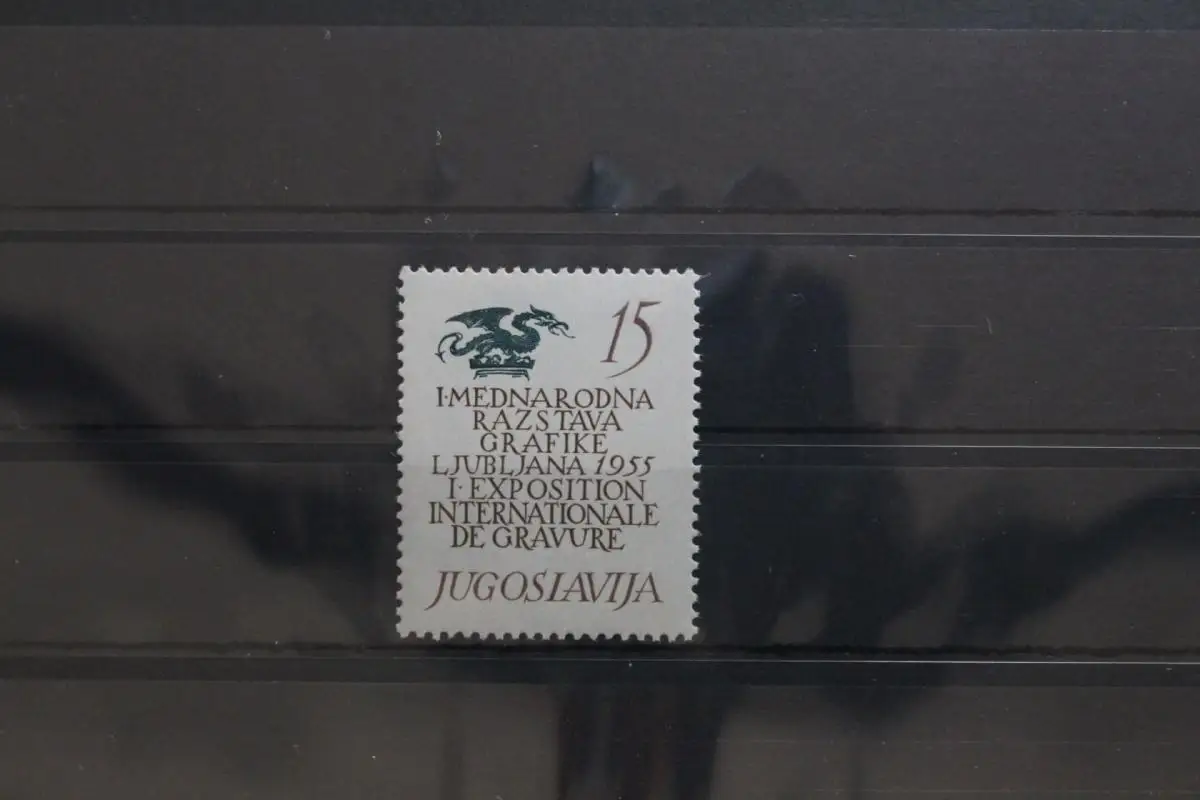 15
I·MEDNARODNA
RAZSTAVA
GRAFIKE
LJUBLJANA 1955
I·EXPOSITION
INTERNATIONALE
DE GRAVURE
JUGOSLAVIJA